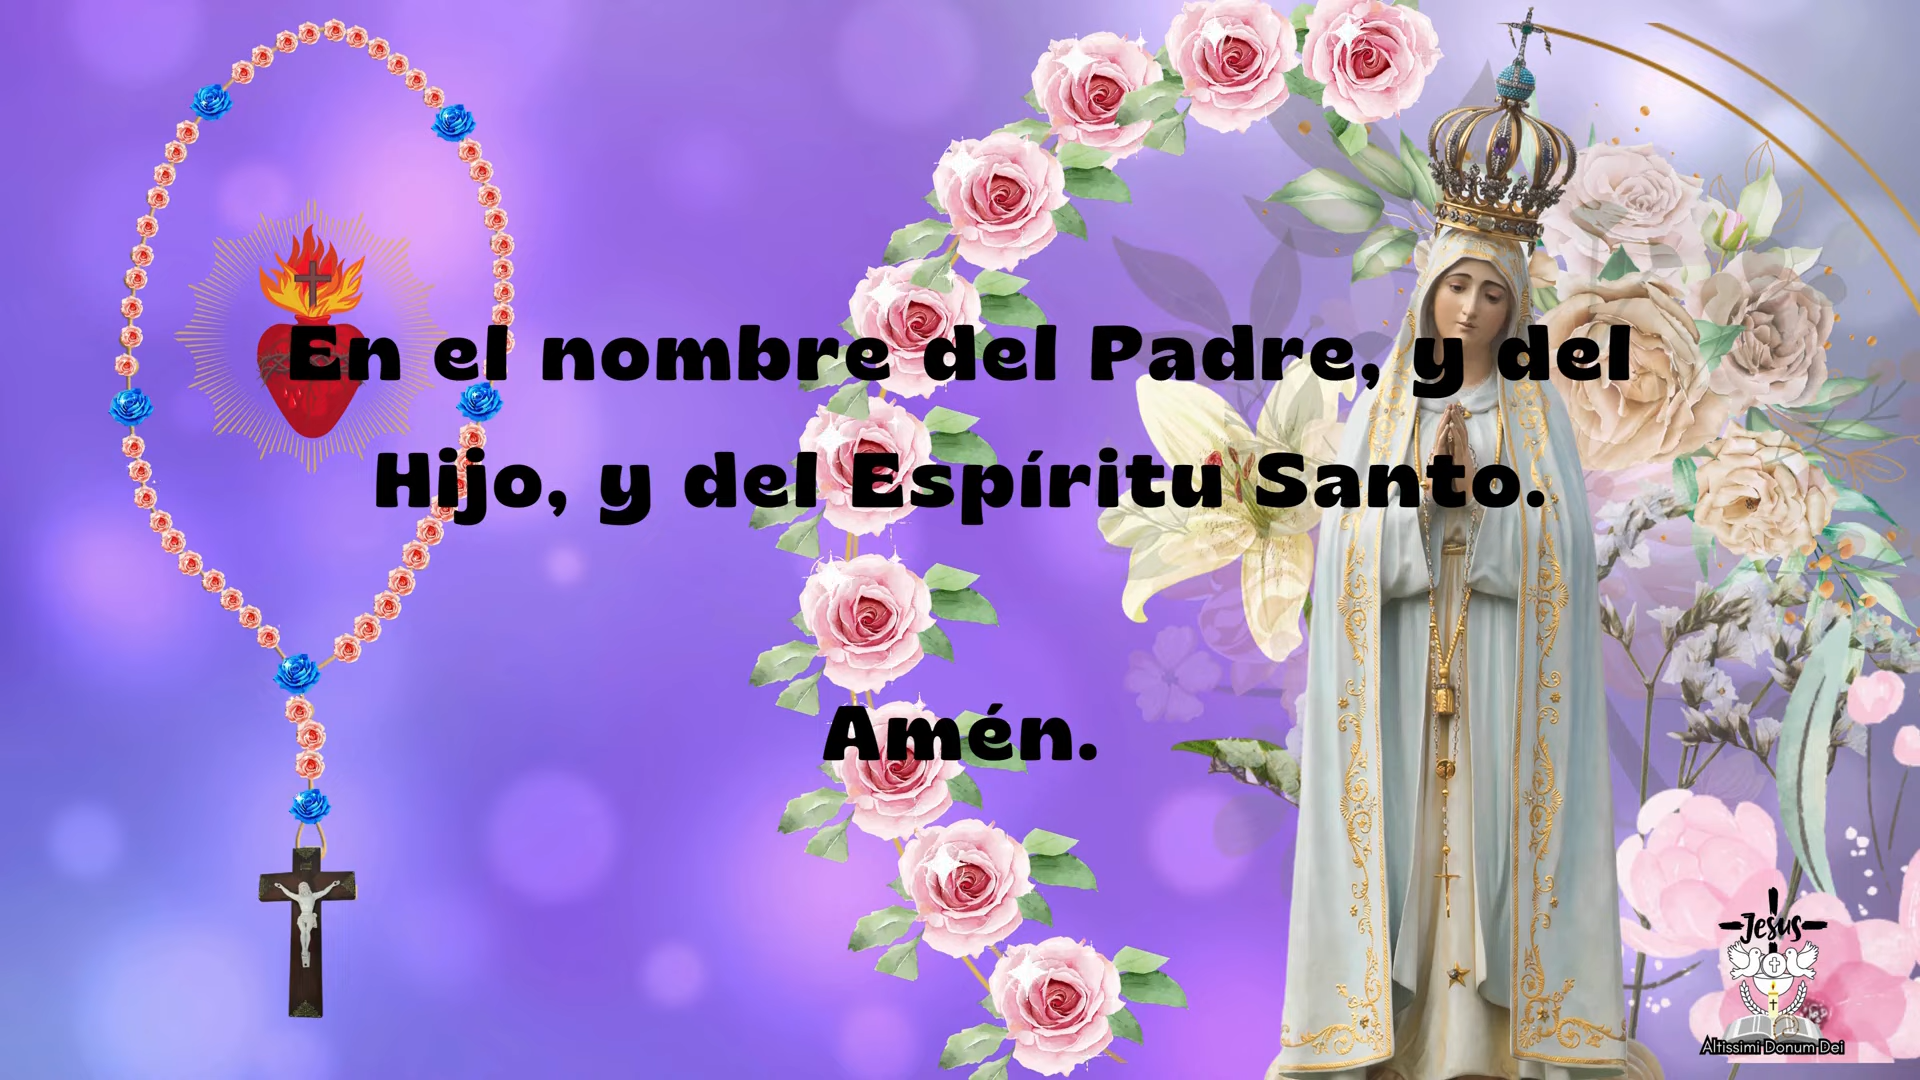 En el nombre del Padre, y del
Hijo, y del Espíritu Santo.
Amén.
Jesus
Altissimi Donum Dei